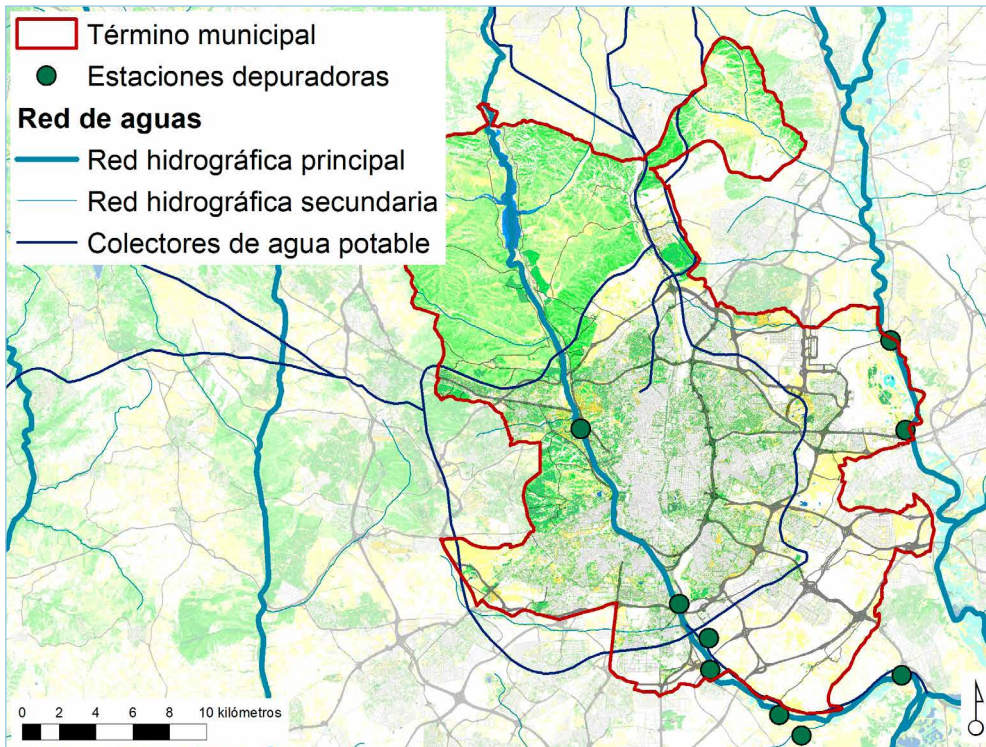 Término municipal
Estaciones depuradoras
Red de aguas
Red hidrográfica principal
Red hidrográfica secundaria
Colectores de agua potable
0 2 4 6 8 10 kilómetros